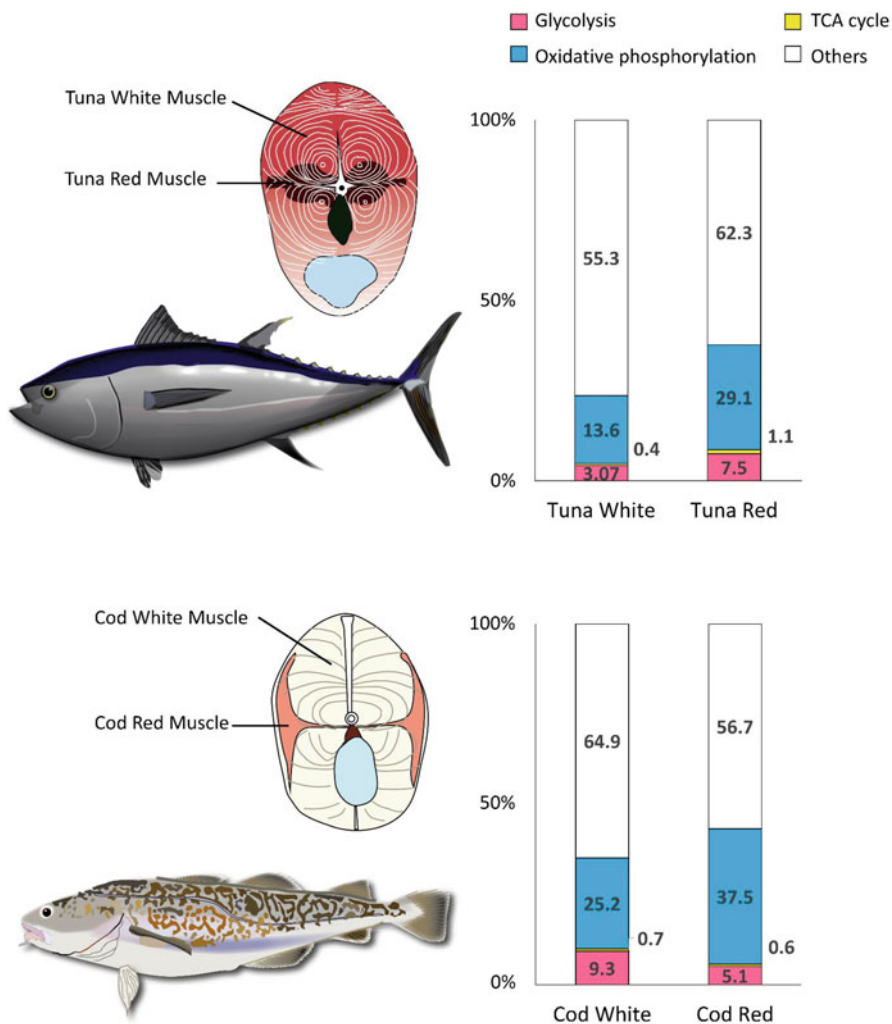 Glycolysis
TCA cycle
Oxidative phosphorylation
Others
Tuna White Muscle
Tuna Red Muscle
100%
50%
0%
55.3
13.6
0.4
3.07
62.3
29.1
1.1
7.5
Tuna White
Tuna Red
Cod White Muscle
Cod Red Muscle
100%
50%
0%
64.9
25.2
0.7
9.3
56.7
37.5
0.6
5.1
Cod White
Cod Red